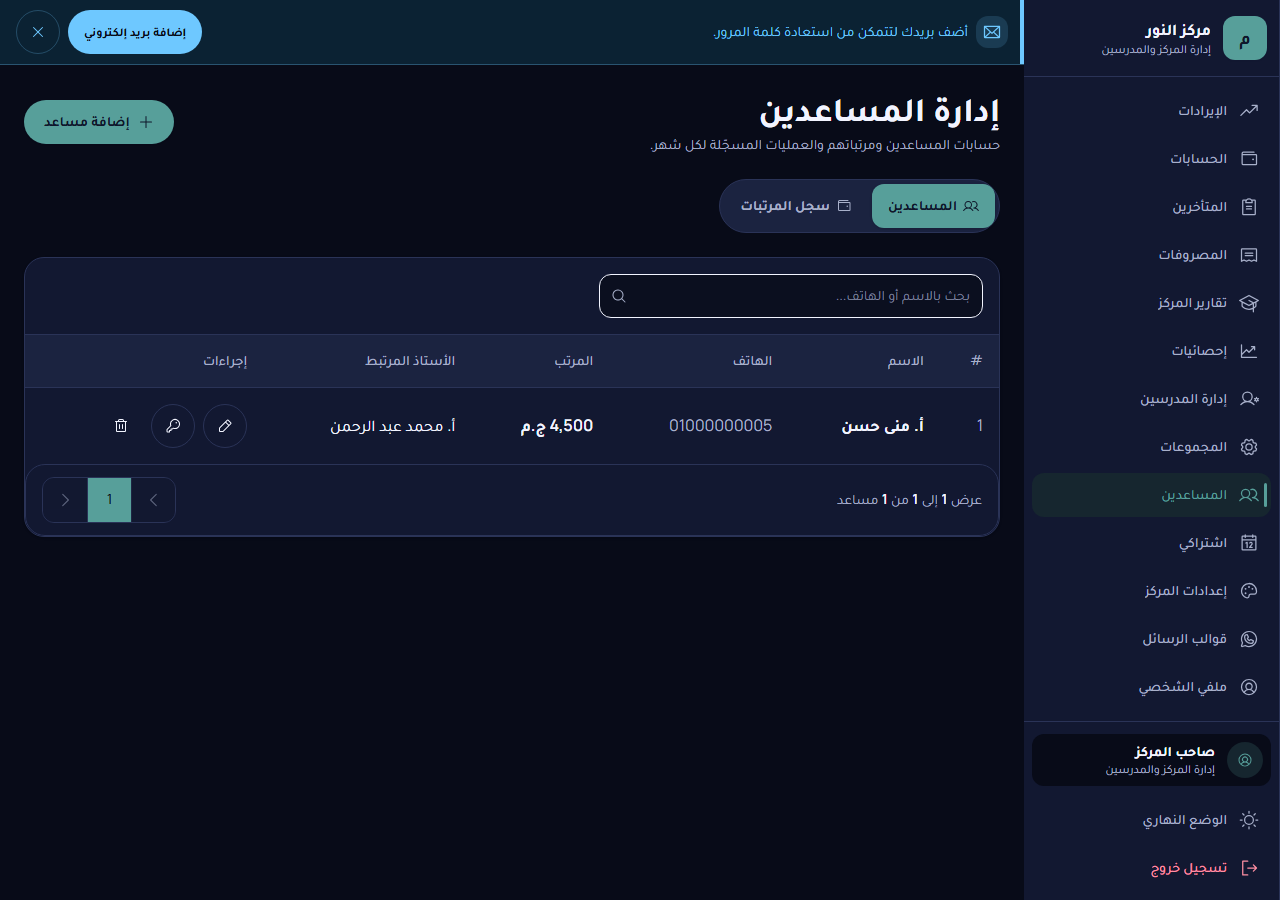 م
مركز النور
إدارة المركز والمدرسين
الإيرادات
الحسابات
المتأخرين
المصروفات
تقارير المركز
إحصائيات
إدارة المدرسين
المجموعات
المساعدين
اشتراكي
12
إعدادات المركز
قوالب الرسائل
ملفي الشخصي
صاحب المركز
إدارة المركز والمدرسين
الوضع النهاري
تسجيل خروج
أضف بريدك لتتمكن من استعادة كلمة المرور.
إضافة بريد إلكتروني
إدارة المساعدين
حسابات المساعدين ومرتباتهم والعمليات المسجّلة لكل شهر.
إضافة مساعد
المساعدين
سجل المرتبات
بحث بالاسم أو الهاتف...
# الاسم الهاتف المرتب الأستاذ المرتبط إجراءات
1 أ. منى حسن 01000000005 4,500 ج.م أ. محمد عبد الرحمن
عرض 1 إلى 1 من 1 مساعد
1